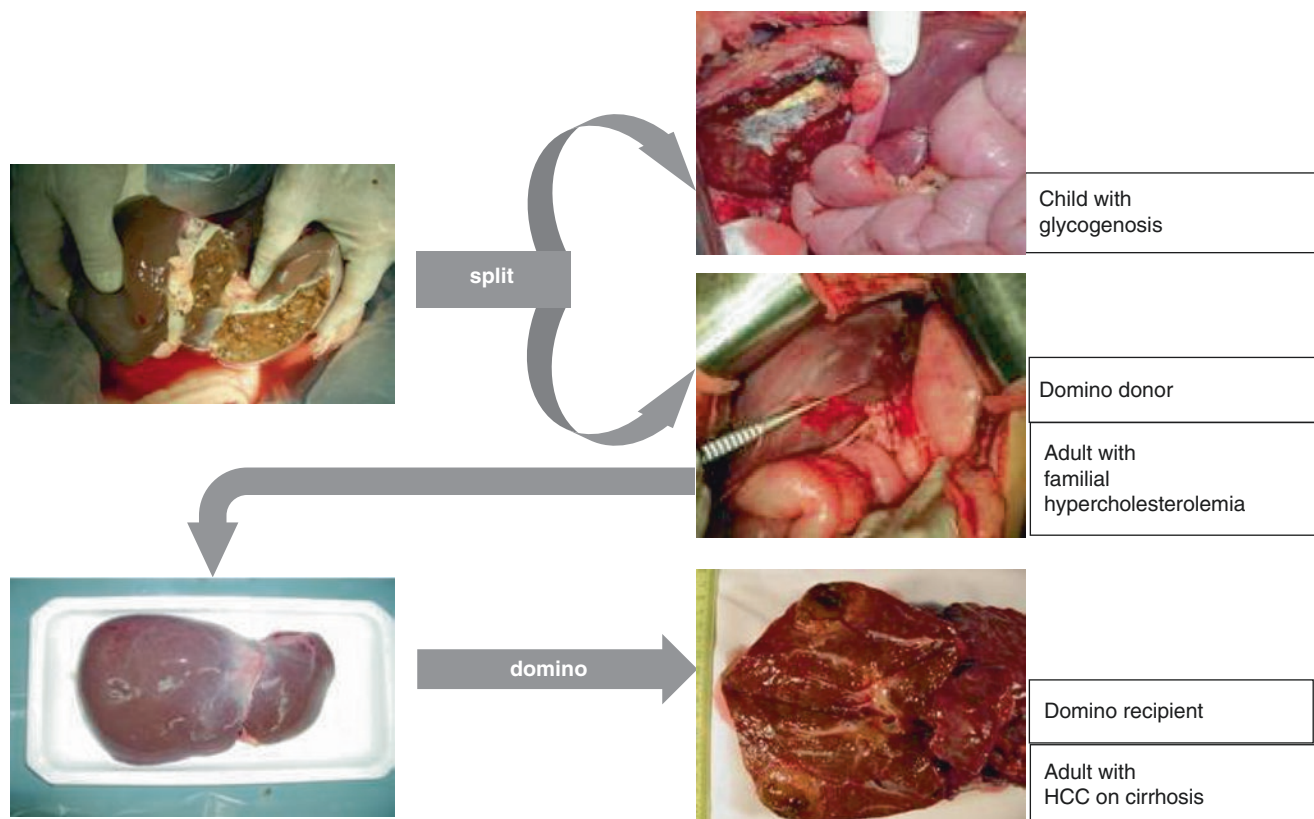 split
Child with
glycogenosis
Domino donor
Adult with
familial
hypercholesterolemia
domino
Domino recipient
Adult with
HCC on cirrhosis